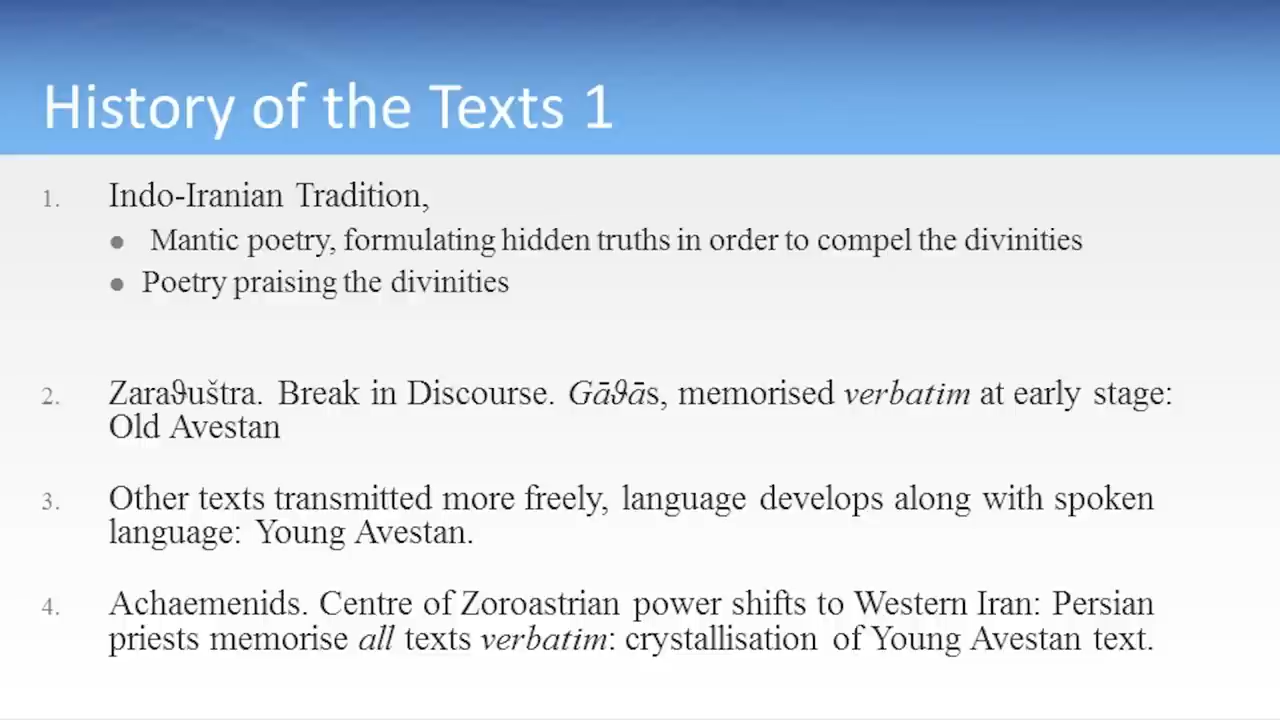 History of the Texts 1
1. Indo-Iranian Tradition,
● Mantic poetry, formulating hidden truths in order to compel the divinities
● Poetry praising the divinities
2. Zaraϑuštra. Break in Discourse. Gāϑās, memorised verbatim at early stage:
Old Avestan
3. Other texts transmitted more freely, language develops along with spoken
language: Young Avestan.
4. Achaemenids. Centre of Zoroastrian power shifts to Western Iran: Persian
priests memorise all texts verbatim: crystallisation of Young Avestan text.